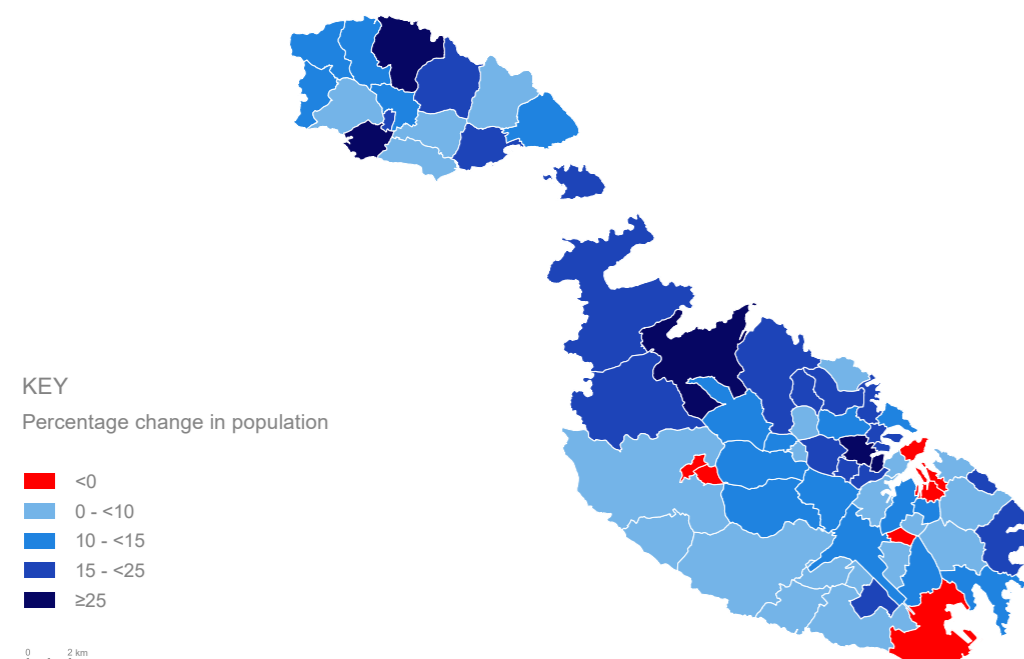 KEY
Percentage change in population
<0
0 - <10
10 - <15
15 - <25
≥25
0 2 km